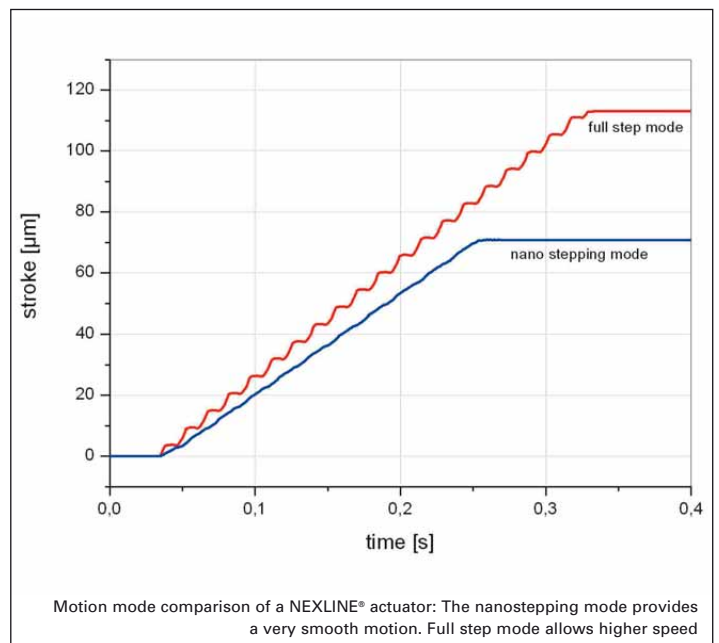 120
100
80
60
40
20
0
stroke [µm]
full step mode
nano stepping mode
0,0
0,1
0,2
0,3
0,4
time [s]
Motion mode comparison of a NEXLINE® actuator: The nanostepping mode provides
a very smooth motion. Full step mode allows higher speed